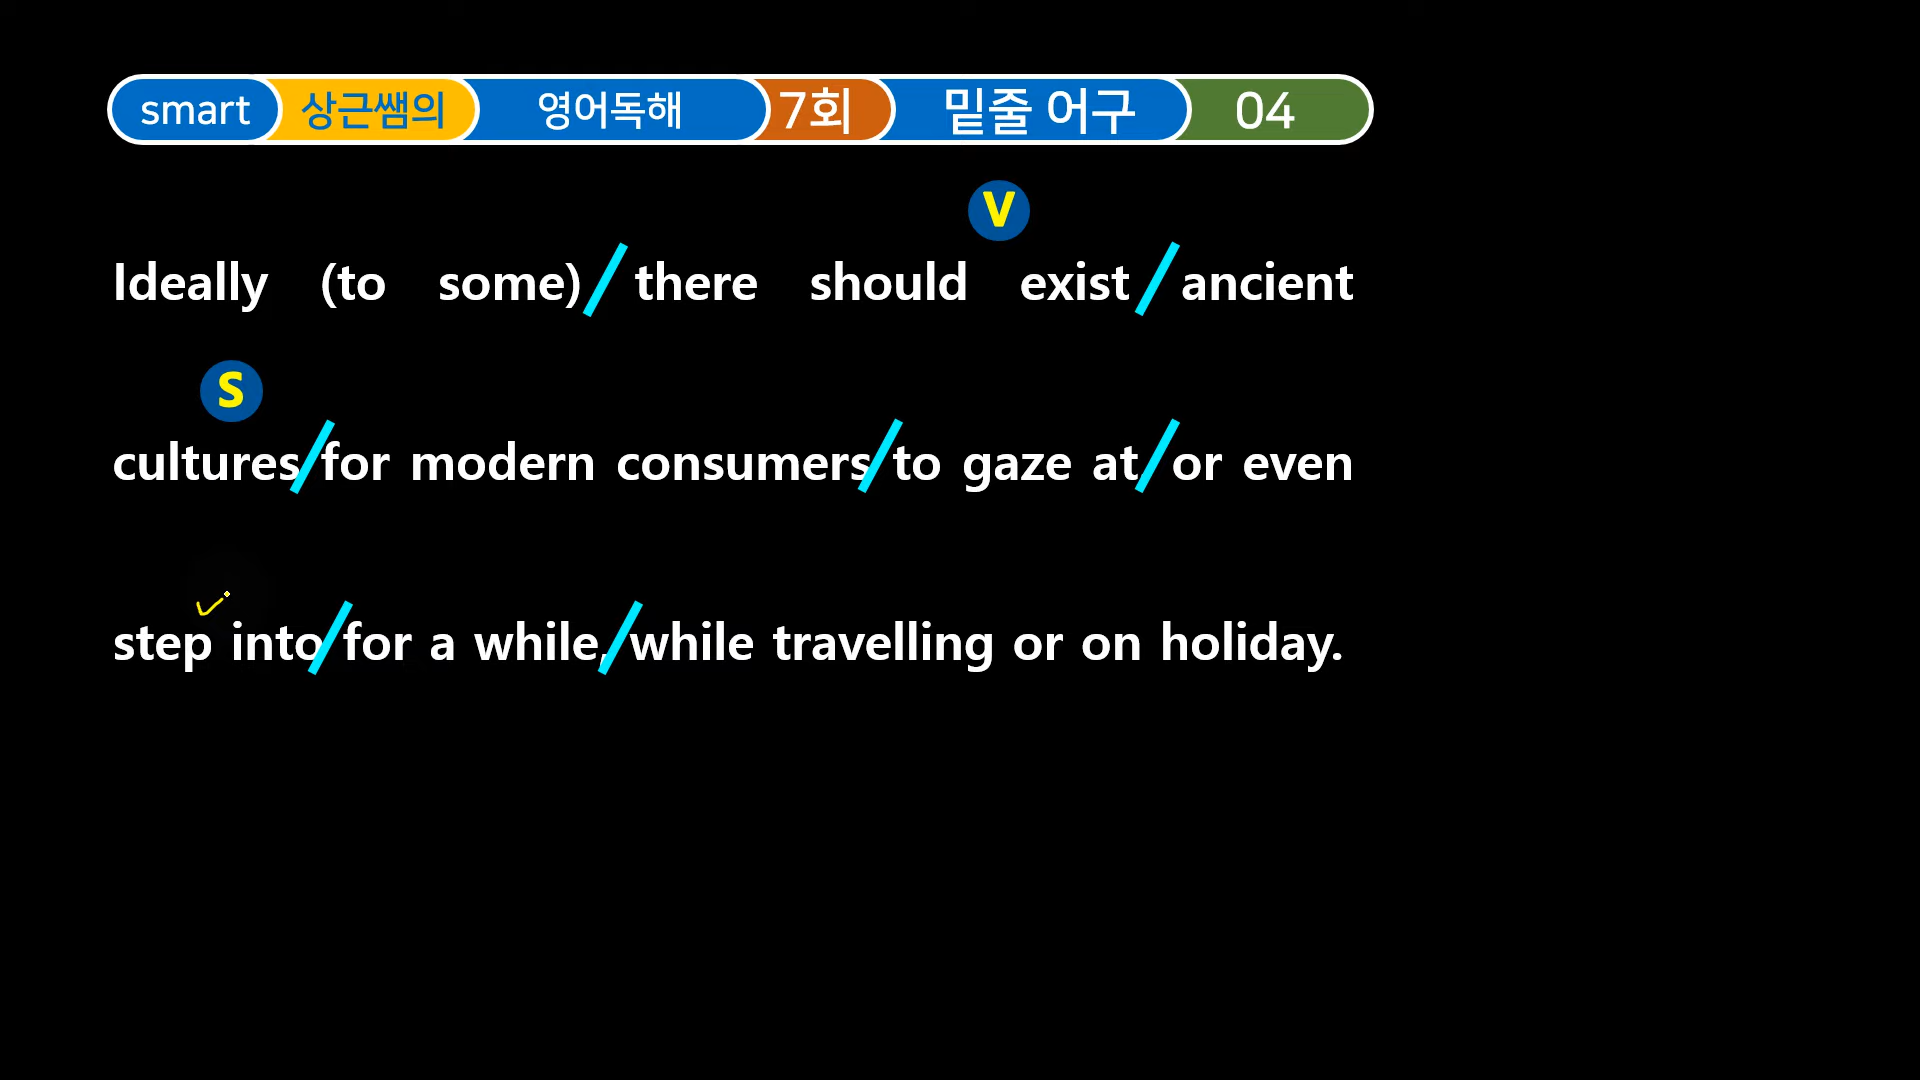 smart 상근쌤의 영어독해 7회 밑줄 어구 04
V
Ideally (to some) / there should exist / ancient
S
cultures / for modern consumers / to gaze at / or even
step into / for a while, / while travelling or on holiday.